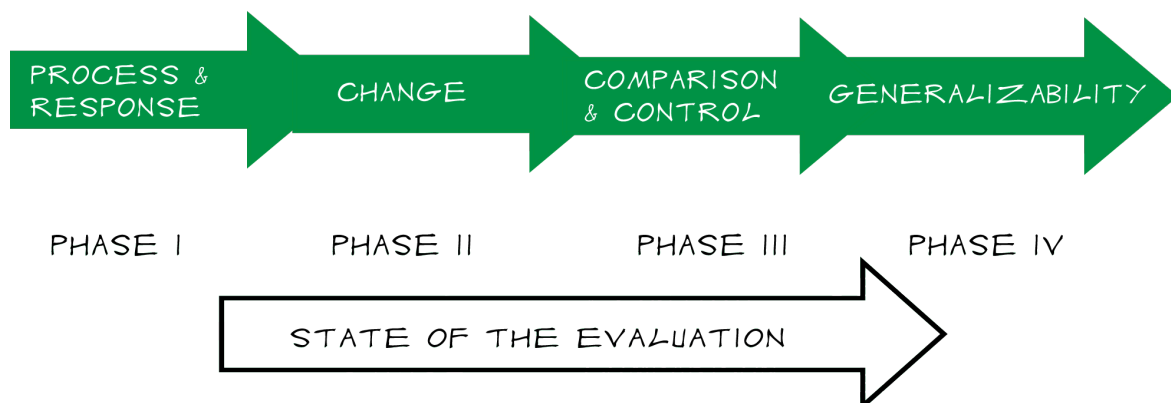 PROCESS &
RESPONSE
CHANGE
COMPARISON
& CONTROL
GENERALIZABILITY
PHASE I
PHASE II
PHASE III
PHASE IV
STATE OF THE EVALUATION